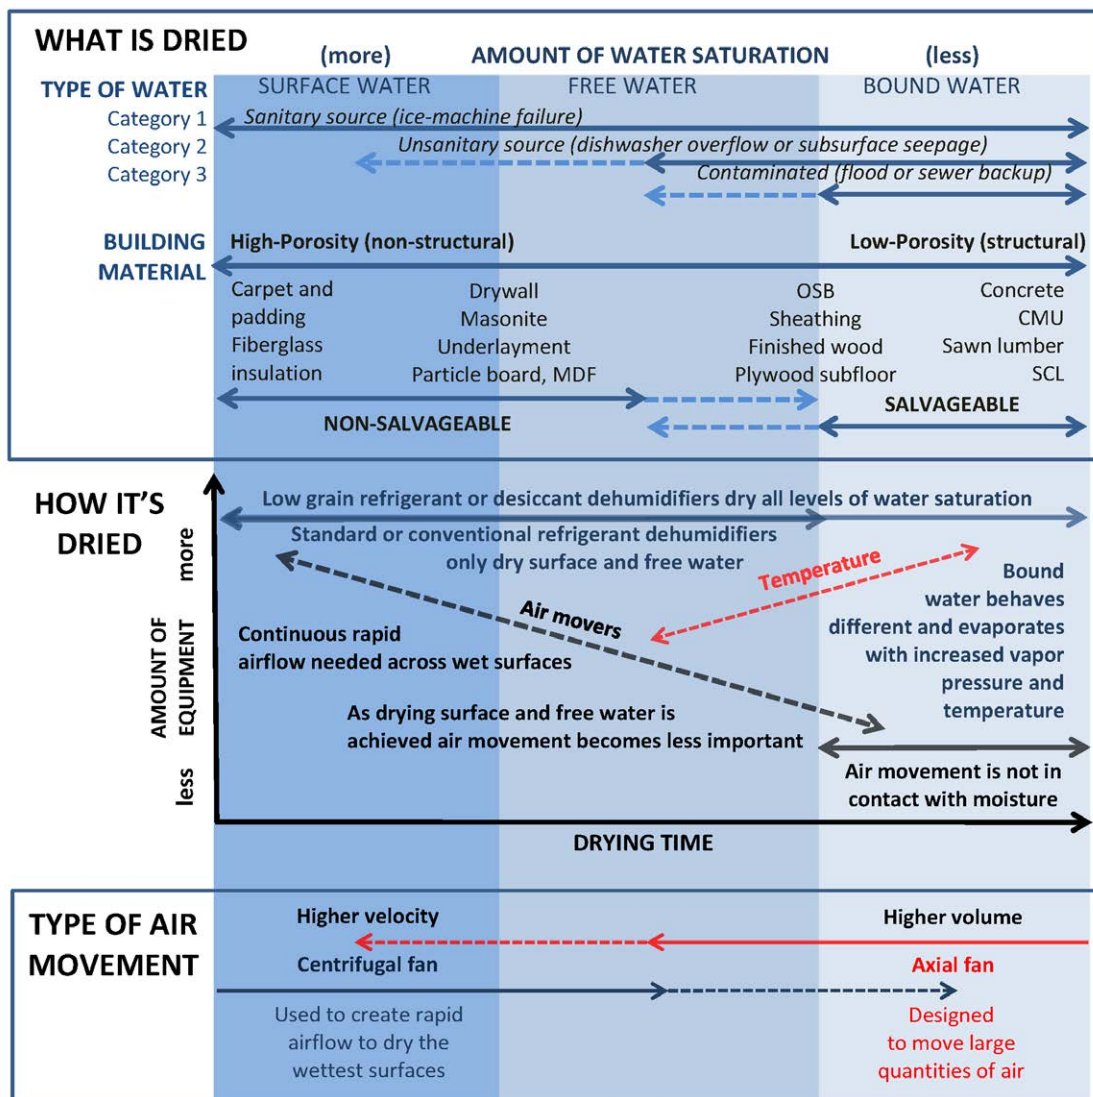 WHAT IS DRIED
(more) AMOUNT OF WATER SATURATION (less)
TYPE OF WATER SURFACE WATER FREE WATER BOUND WATER
Category 1 Sanitary source (ice-machine failure)
Category 2 Unsanitary source (dishwasher overflow or subsurface seepage)
Category 3 Contaminated (flood or sewer backup)
BUILDING
MATERIAL
High-Porosity (non-structural) Low-Porosity (structural)
Carpet and
padding
Fiberglass
insulation
Drywall
Masonite
Underlayment
Particle board, MDF
OSB
Sheathing
Finished wood
Plywood subfloor
Concrete
CMU
Sawn lumber
SCL
NON-SALVAGEABLE
SALVAGEABLE
HOW IT'S
DRIED
AMOUNT OF
EQUIPMENT
more
less
Low grain refrigerant or desiccant dehumidifiers dry all levels of water saturation
Standard or conventional refrigerant dehumidifiers
only dry surface and free water
Temperature
Air movers
Continuous rapid
airflow needed across wet surfaces
As drying surface and free water is
achieved air movement becomes less important
Bound
water behaves
different and evaporates
with increased vapor
pressure and
temperature
Air movement is not in
contact with moisture
DRYING TIME
TYPE OF AIR
MOVEMENT
Higher velocity
Higher volume
Centrifugal fan
Axial fan
Used to create rapid
airflow to dry the
wettest surfaces
Designed
to move large
quantities of air